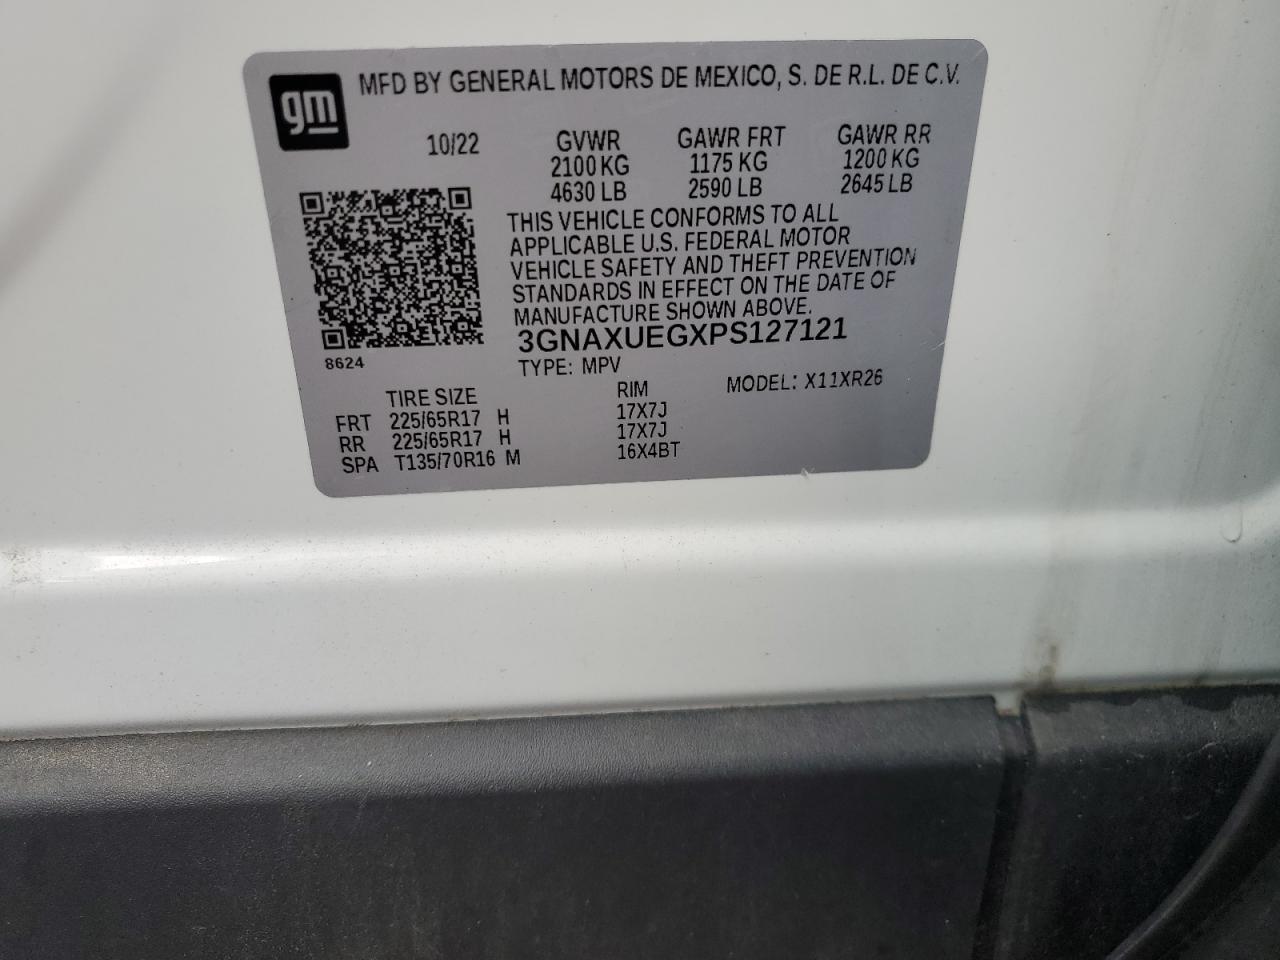 gm
MFD BY GENERAL MOTORS DE MEXICO, S. DE R.L. DE C.V.
10/22 GVWR GAWR FRT GAWR RR
2100 KG 1175 KG 1200 KG
4630 LB 2590 LB 2645 LB
THIS VEHICLE CONFORMS TO ALL
APPLICABLE U.S. FEDERAL MOTOR
VEHICLE SAFETY AND THEFT PREVENTION
STANDARDS IN EFFECT ON THE DATE OF
MANUFACTURE SHOWN ABOVE.
3GNAXUEGXPS127121
8624
TYPE: MPV MODEL: X11XR26
TIRE SIZE RIM
FRT 225/65R17 H 17X7J
RR 225/65R17 H 17X7J
SPA T135/70R16 M 16X4BT